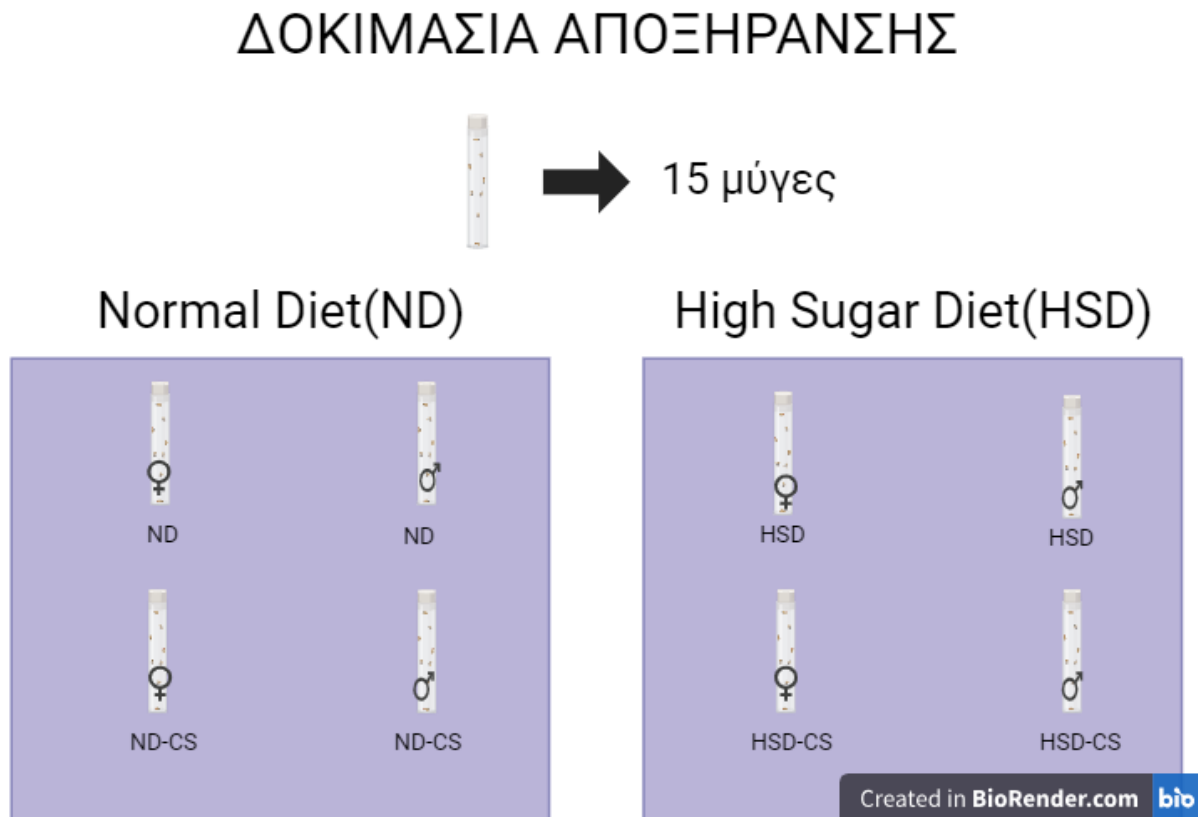 ΔΟΚΙΜΑΣΙΑ ΑΠΟΞΗΡΑΝΣΗΣ
15 μύγες
Normal Diet(ND)
High Sugar Diet(HSD)
ND
ND
HSD
HSD
ND-CS
ND-CS
HSD-CS
HSD-CS
Created in BioRender.com bio